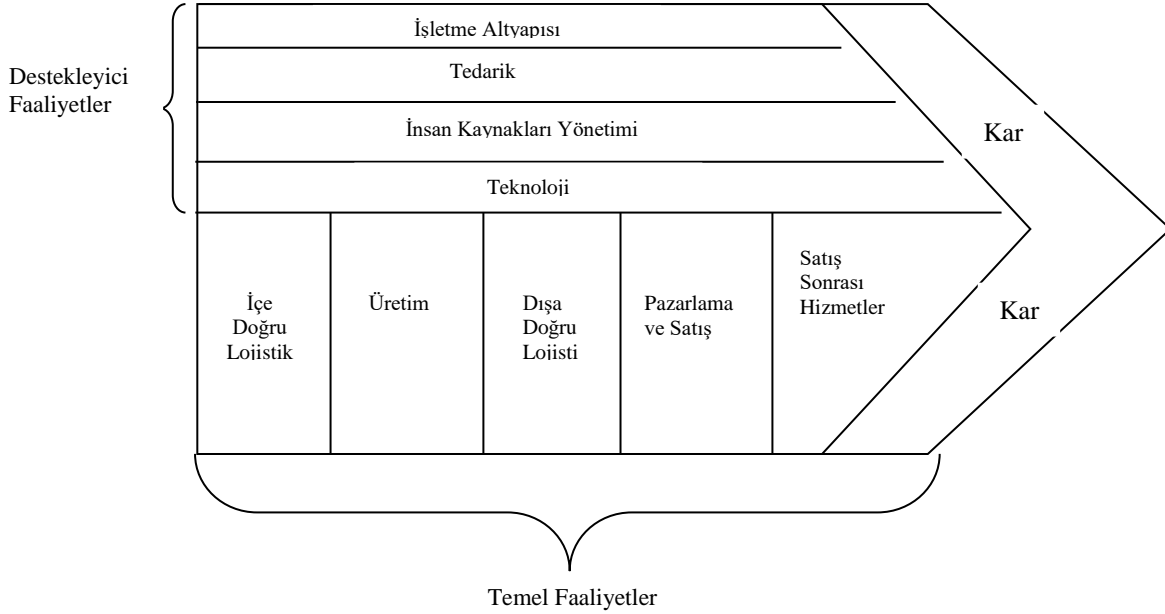 İşletme Altyapısı
Destekleyici
Faaliyetler
Tedarik
İnsan Kaynakları Yönetimi
Teknoloji
Kar
İçe
Doğru
Lojistik
Üretim
Dışa
Doğru
Lojisti
Pazarlama
ve Satış
Satış
Sonrası
Hizmetler
Kar
Temel Faaliyetler